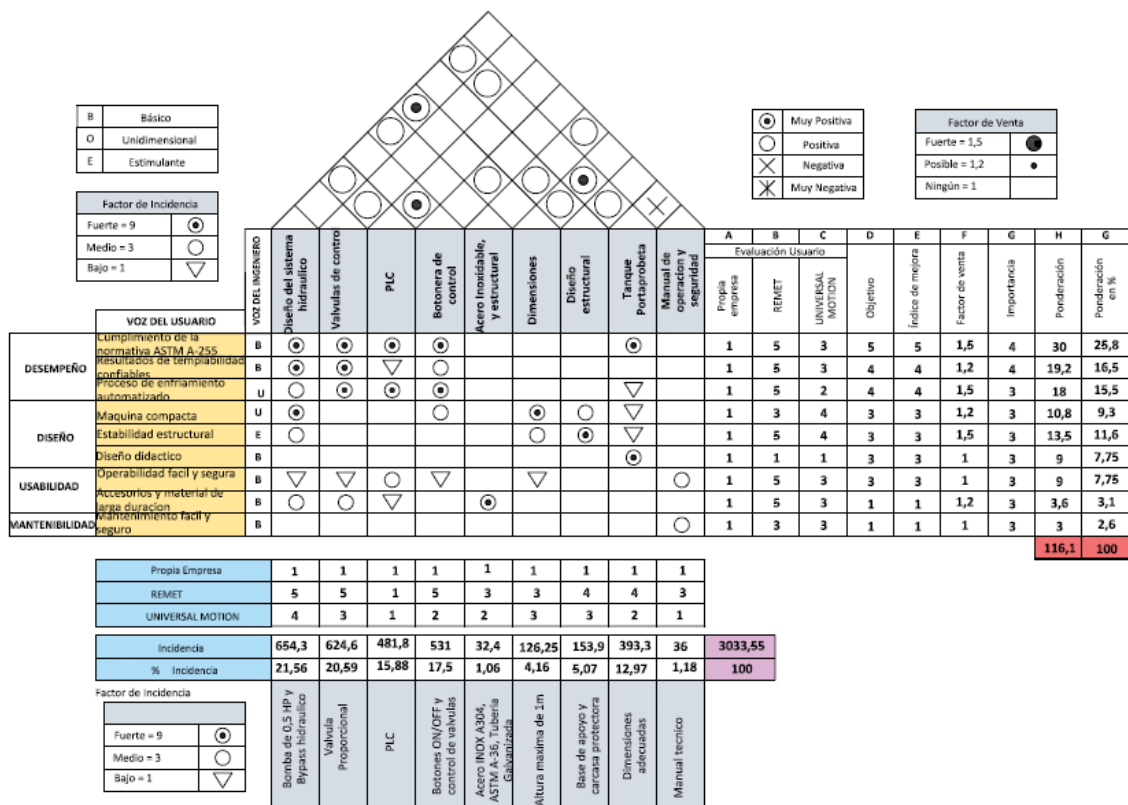 B Básico
O Unidimensional
E Estimulante
Factor de Incidencia
Fuerte = 9
Medio = 3
Bajo = 1
Muy Positiva
Positiva
Negativa
Muy Negativa
Factor de Venta
Fuerte = 1,5
Posible = 1,2
Ningún = 1
VOZ DEL USUARIO
VOZ DEL INGENIERO
Diseño del sistema hidraulico
Valvulas de control
PLC
Botonera de control
Acero Inoxidable, y estructural
Dimensiones
Diseño estructural
Tanque Portaprobeta
Manual de operacion y seguridad
A B C D E F G H G
Evaluación Usuario
Propia empresa
REMET
UNIVERSAL MOTION
Objetivo
Índice de mejora
Factor de venta
Importancia
Ponderación
Ponderación en %
DESEMPEÑO
Cumplimiento de la normativa ASTM A-255 B 1 5 3 5 5 1,5 4 30 25,8
Resultados de templabilidad confiables B 1 5 3 4 4 1,2 4 19,2 16,5
Proceso de enfriamiento automatizado U 1 5 2 4 4 1,5 3 18 15,5
DISEÑO
Maquina compacta U 1 3 4 3 3 1,2 3 10,8 9,3
Estabilidad estructural E 1 5 4 3 3 1,5 3 13,5 11,6
Diseño didactico B 1 1 1 3 3 1 3 9 7,75
USABILIDAD
Operabilidad facil y segura B 1 5 3 3 3 1 3 9 7,75
Accesorios y material de larga duracion B 1 5 3 1 1 1,2 3 3,6 3,1
MANTENIBILIDAD
Mantenimiento facil y seguro B 1 3 3 1 1 1 3 3 2,6
116,1 100
Propia Empresa 1 1 1 1 1 1 1 1 1
REMET 5 5 1 5 3 3 4 4 3
UNIVERSAL MOTION 4 3 1 2 2 3 3 2 1
Incidencia 654,3 624,6 481,8 531 32,4 126,25 153,9 393,3 36 3033,55
% Incidencia 21,56 20,59 15,88 17,5 1,06 4,16 5,07 12,97 1,18 100
Factor de Incidencia
Fuerte = 9
Medio = 3
Bajo = 1
Bomba de 0,5 HP y Bypass hidraulico
Valvula Proporcional
PLC
Botones ON/OFF y control de valvulas
Acero INOX A304, ASTM A-36, Tuberia Galvanizada
Altura maxima de 1m
Base de apoyo y carcasa protectora
Dimensiones adecuadas
Manual tecnico